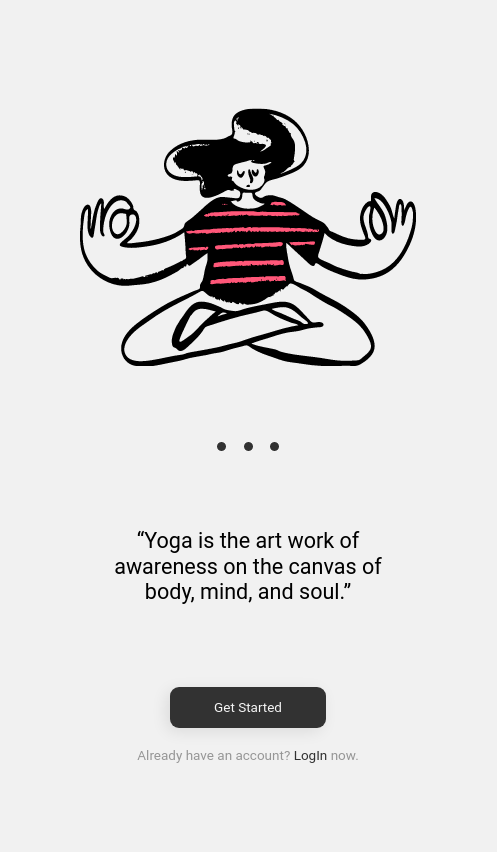 “Yoga is the art work of
awareness on the canvas of
body, mind, and soul.”
Get Started
Already have an account? LogIn now.